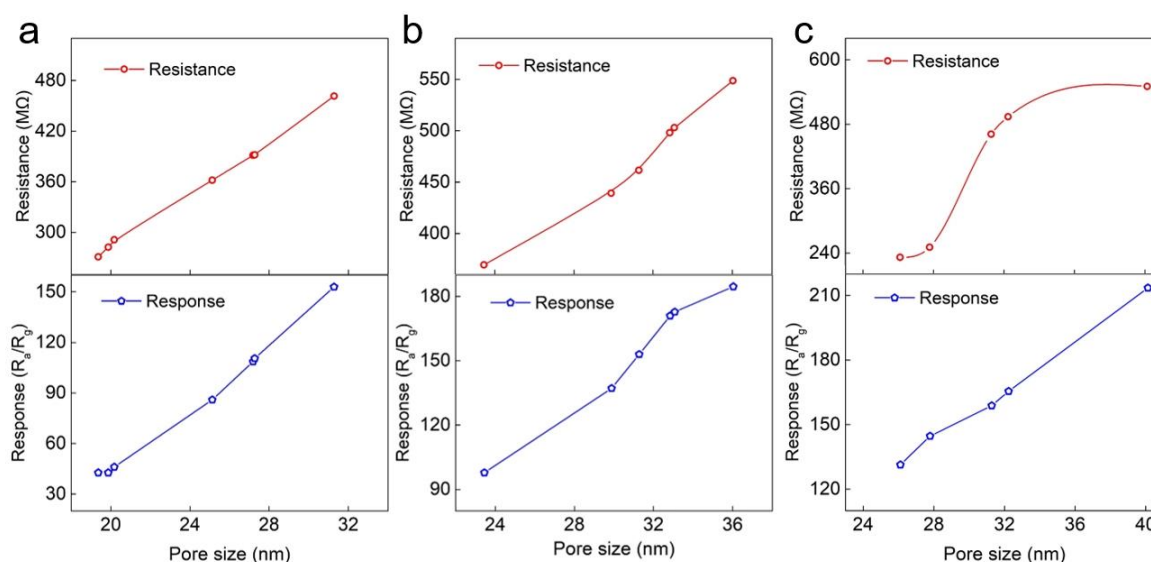 a
Resistance
480
420
360
300
Resistance (MΩ)
Response
150
120
90
60
30
Response (Rₐ/R₉)
20
24
28
32
Pore size (nm)
b
Resistance
550
500
450
400
Resistance (MΩ)
Response
180
150
120
90
Response (Rₐ/R₉)
24
28
32
36
Pore size (nm)
c
Resistance
600
480
360
240
Resistance (MΩ)
Response
210
180
150
120
Response (Rₐ/R₉)
24
28
32
36
40
Pore size (nm)